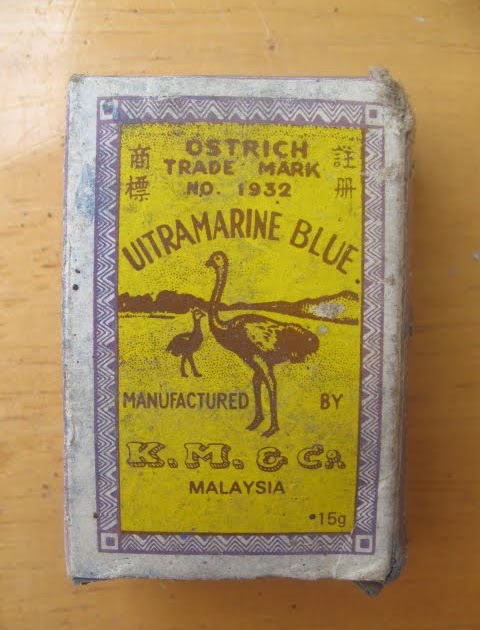 OSTRICH
商標 TRADE MARK 註冊
NO. 1932
UITRAMARINE BLUE
MANUFACTURED BY
K.M. & Co.
MALAYSIA
15g